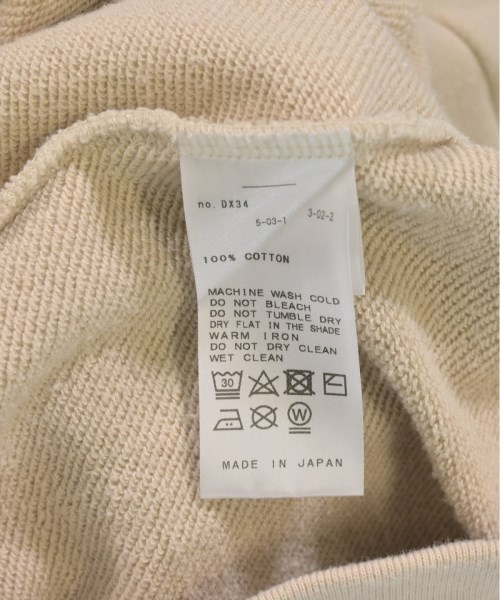 no. DX34
5-03-1 3-02-2
100% COTTON
MACHINE WASH COLD
DO NOT BLEACH
DO NOT TUMBLE DRY
DRY FLAT IN THE SHADE
WARM IRON
DO NOT DRY CLEAN
WET CLEAN
30
W
MADE IN JAPAN